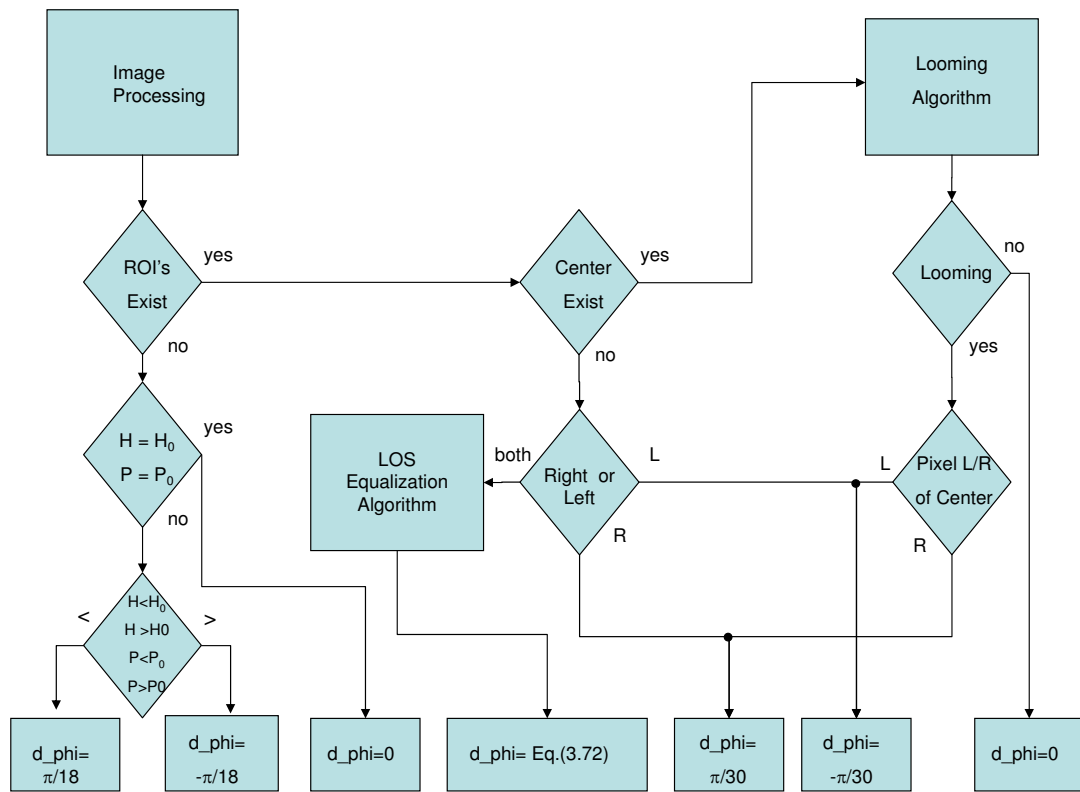 Image
Processing
Looming
Algorithm
ROI's
Exist
yes
no
Center
Exist
yes
no
Looming
no
yes
H = H₀
P = P₀
yes
no
LOS
Equalization
Algorithm
both
Right or
Left
L
R
L
Pixel L/R
of Center
R
<
H<H₀
H >H0
P<P₀
P>P0
>
d_phi=
π/18
d_phi=
-π/18
d_phi=0
d_phi= Eq.(3.72)
d_phi=
π/30
d_phi=
-π/30
d_phi=0